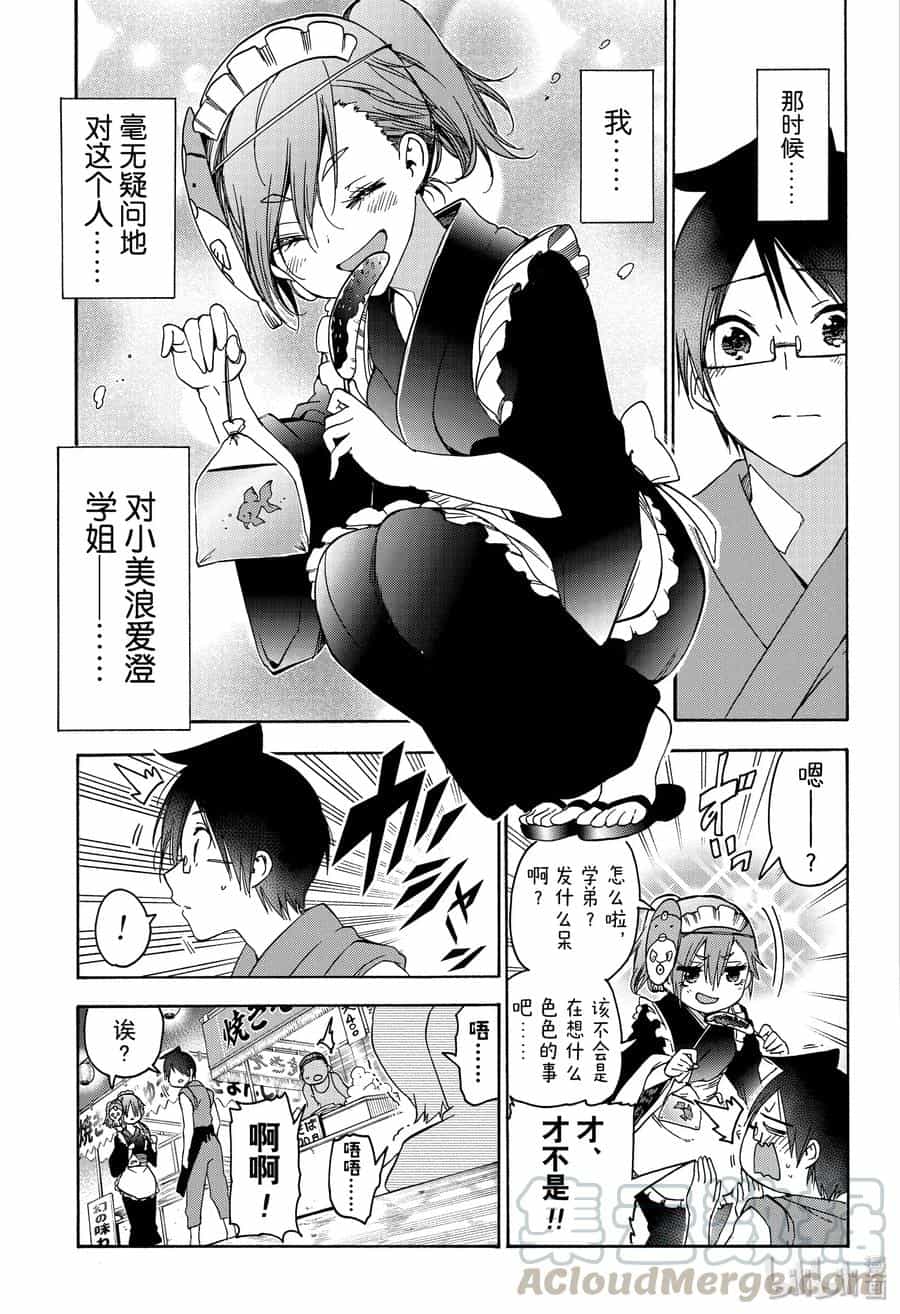 那时候……
我……
毫无疑问地
对这个人……
对小美浪爱澄
学姐——……
嗯—?
怎么啦,
学弟?
发什么呆
啊?
该不会是
在想什么
色色的事
吧……
才、
才不是!!
!
唔……
唔唔……
啊啊!
诶?
焼き
幻の味
ACloudMerge.com